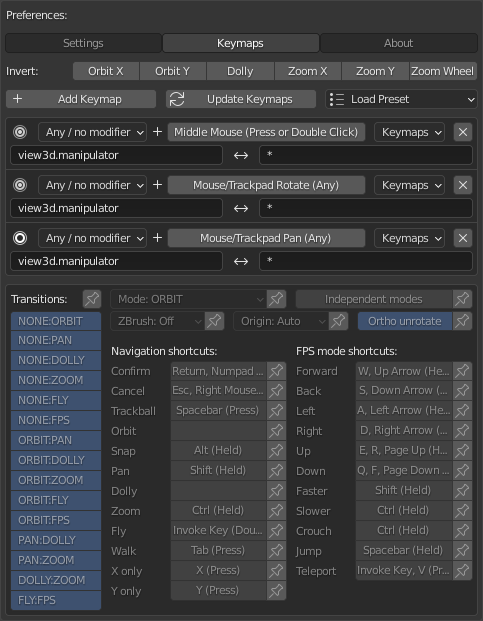 Preferences:
Settings Keymaps About
Invert: Orbit X Orbit Y Dolly Zoom X Zoom Y Zoom Wheel
+ Add Keymap Update Keymaps Load Preset
Any / no modifier + Middle Mouse (Press or Double Click) Keymaps
view3d.manipulator ↔ *
Any / no modifier + Mouse/Trackpad Rotate (Any) Keymaps
view3d.manipulator ↔ *
Any / no modifier + Mouse/Trackpad Pan (Any) Keymaps
view3d.manipulator ↔ *
Transitions:
NONE:ORBIT
NONE:PAN
NONE:DOLLY
NONE:ZOOM
NONE:FLY
NONE:FPS
ORBIT:PAN
ORBIT:DOLLY
ORBIT:ZOOM
ORBIT:FLY
ORBIT:FPS
PAN:DOLLY
PAN:ZOOM
DOLLY:ZOOM
FLY:FPS
Mode: ORBIT Independent modes
ZBrush: Off Origin: Auto Ortho unrotate
Navigation shortcuts:
Confirm Return, Numpad ...
Cancel Esc, Right Mouse...
Trackball Spacebar (Press)
Orbit
Snap Alt (Held)
Pan Shift (Held)
Dolly
Zoom Ctrl (Held)
Fly Invoke Key (Dou...
Walk Tab (Press)
X only X (Press)
Y only Y (Press)
FPS mode shortcuts:
Forward W, Up Arrow (He...
Back S, Down Arrow (...
Left A, Left Arrow (He...
Right D, Right Arrow (...
Up E, R, Page Up (H...
Down Q, F, Page Down ...
Faster Shift (Held)
Slower Ctrl (Held)
Crouch Ctrl (Held)
Jump Spacebar (Held)
Teleport Invoke Key, V (Pr...